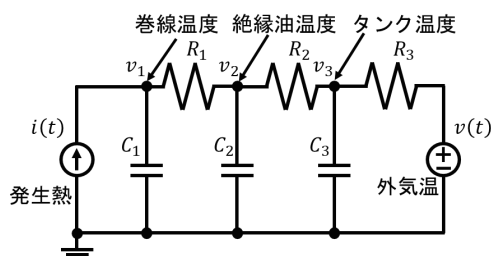 巻線温度 絶縁油温度 タンク温度
v₁ R₁ v₂ R₂ v₃ R₃
i(t) v(t)
C₁ C₂ C₃
発生熱 外気温